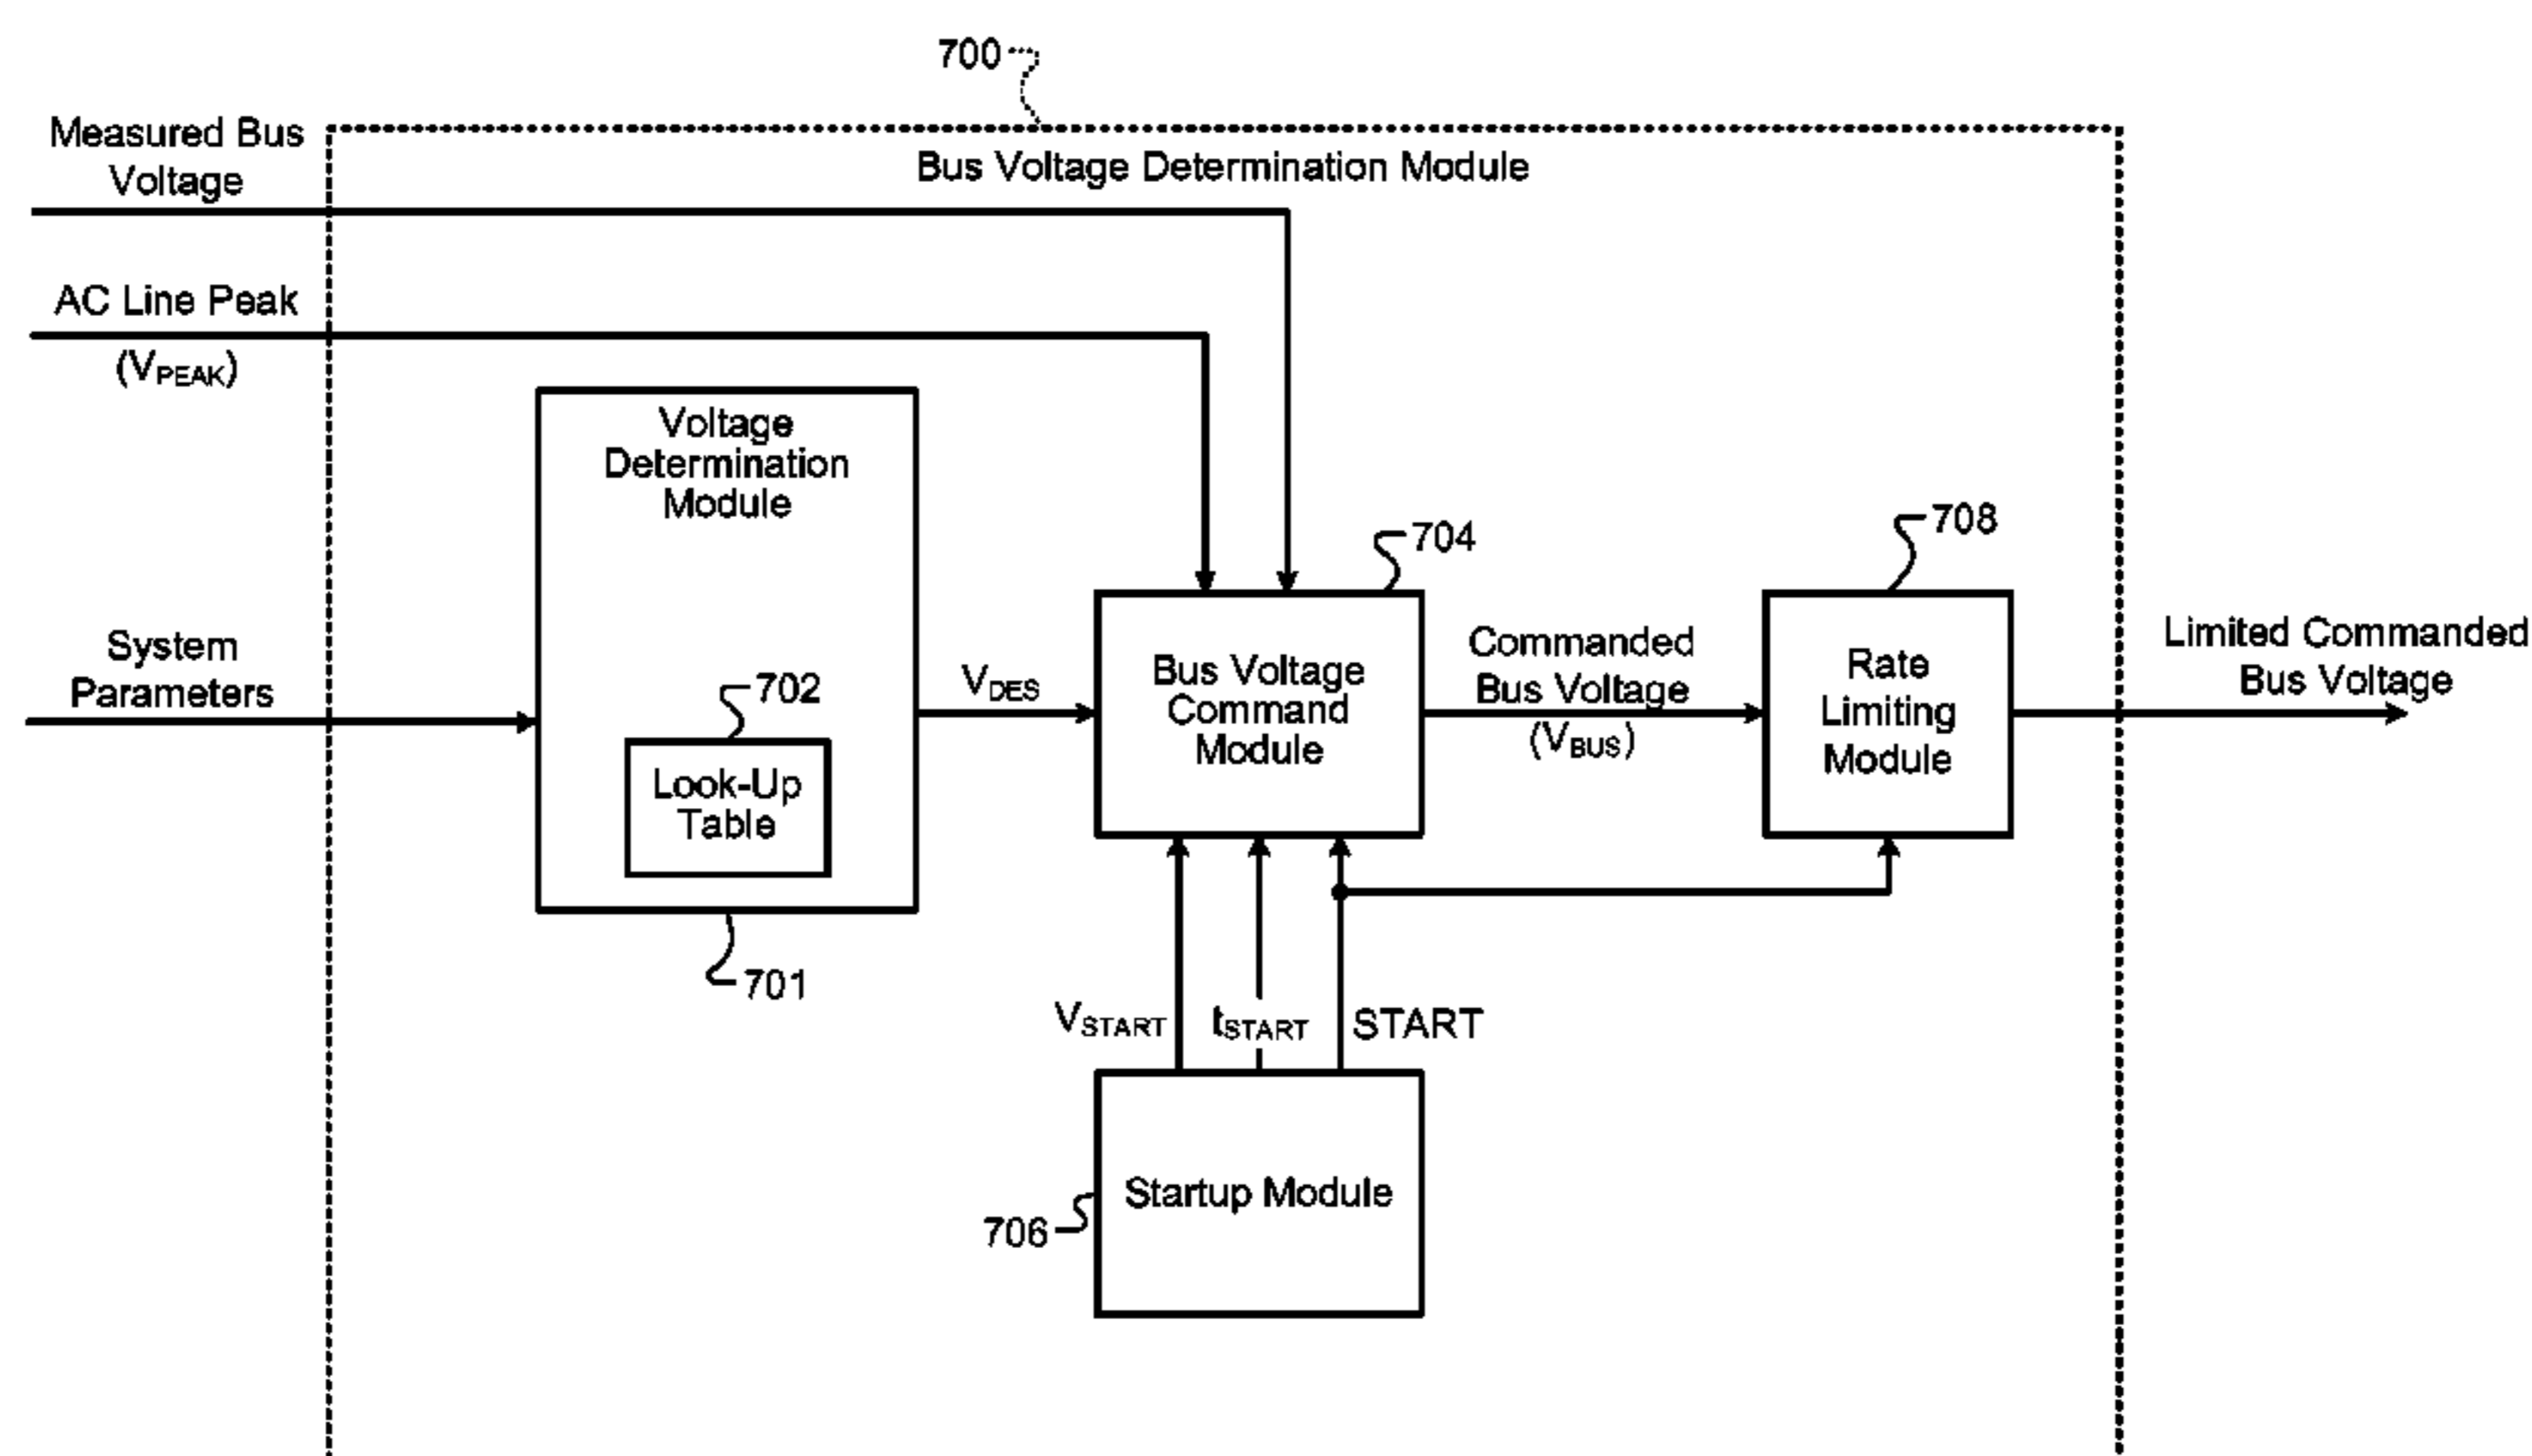 700
Measured Bus
Voltage
Bus Voltage Determination Module
AC Line Peak
(VPEAK)
Voltage
Determination
Module
704
708
System
Parameters
702
Look-Up
Table
701
VDES
Bus Voltage
Command
Module
Commanded
Bus Voltage
(VBUS)
Rate
Limiting
Module
Limited Commanded
Bus Voltage
VSTART
tSTART
START
Startup Module
706